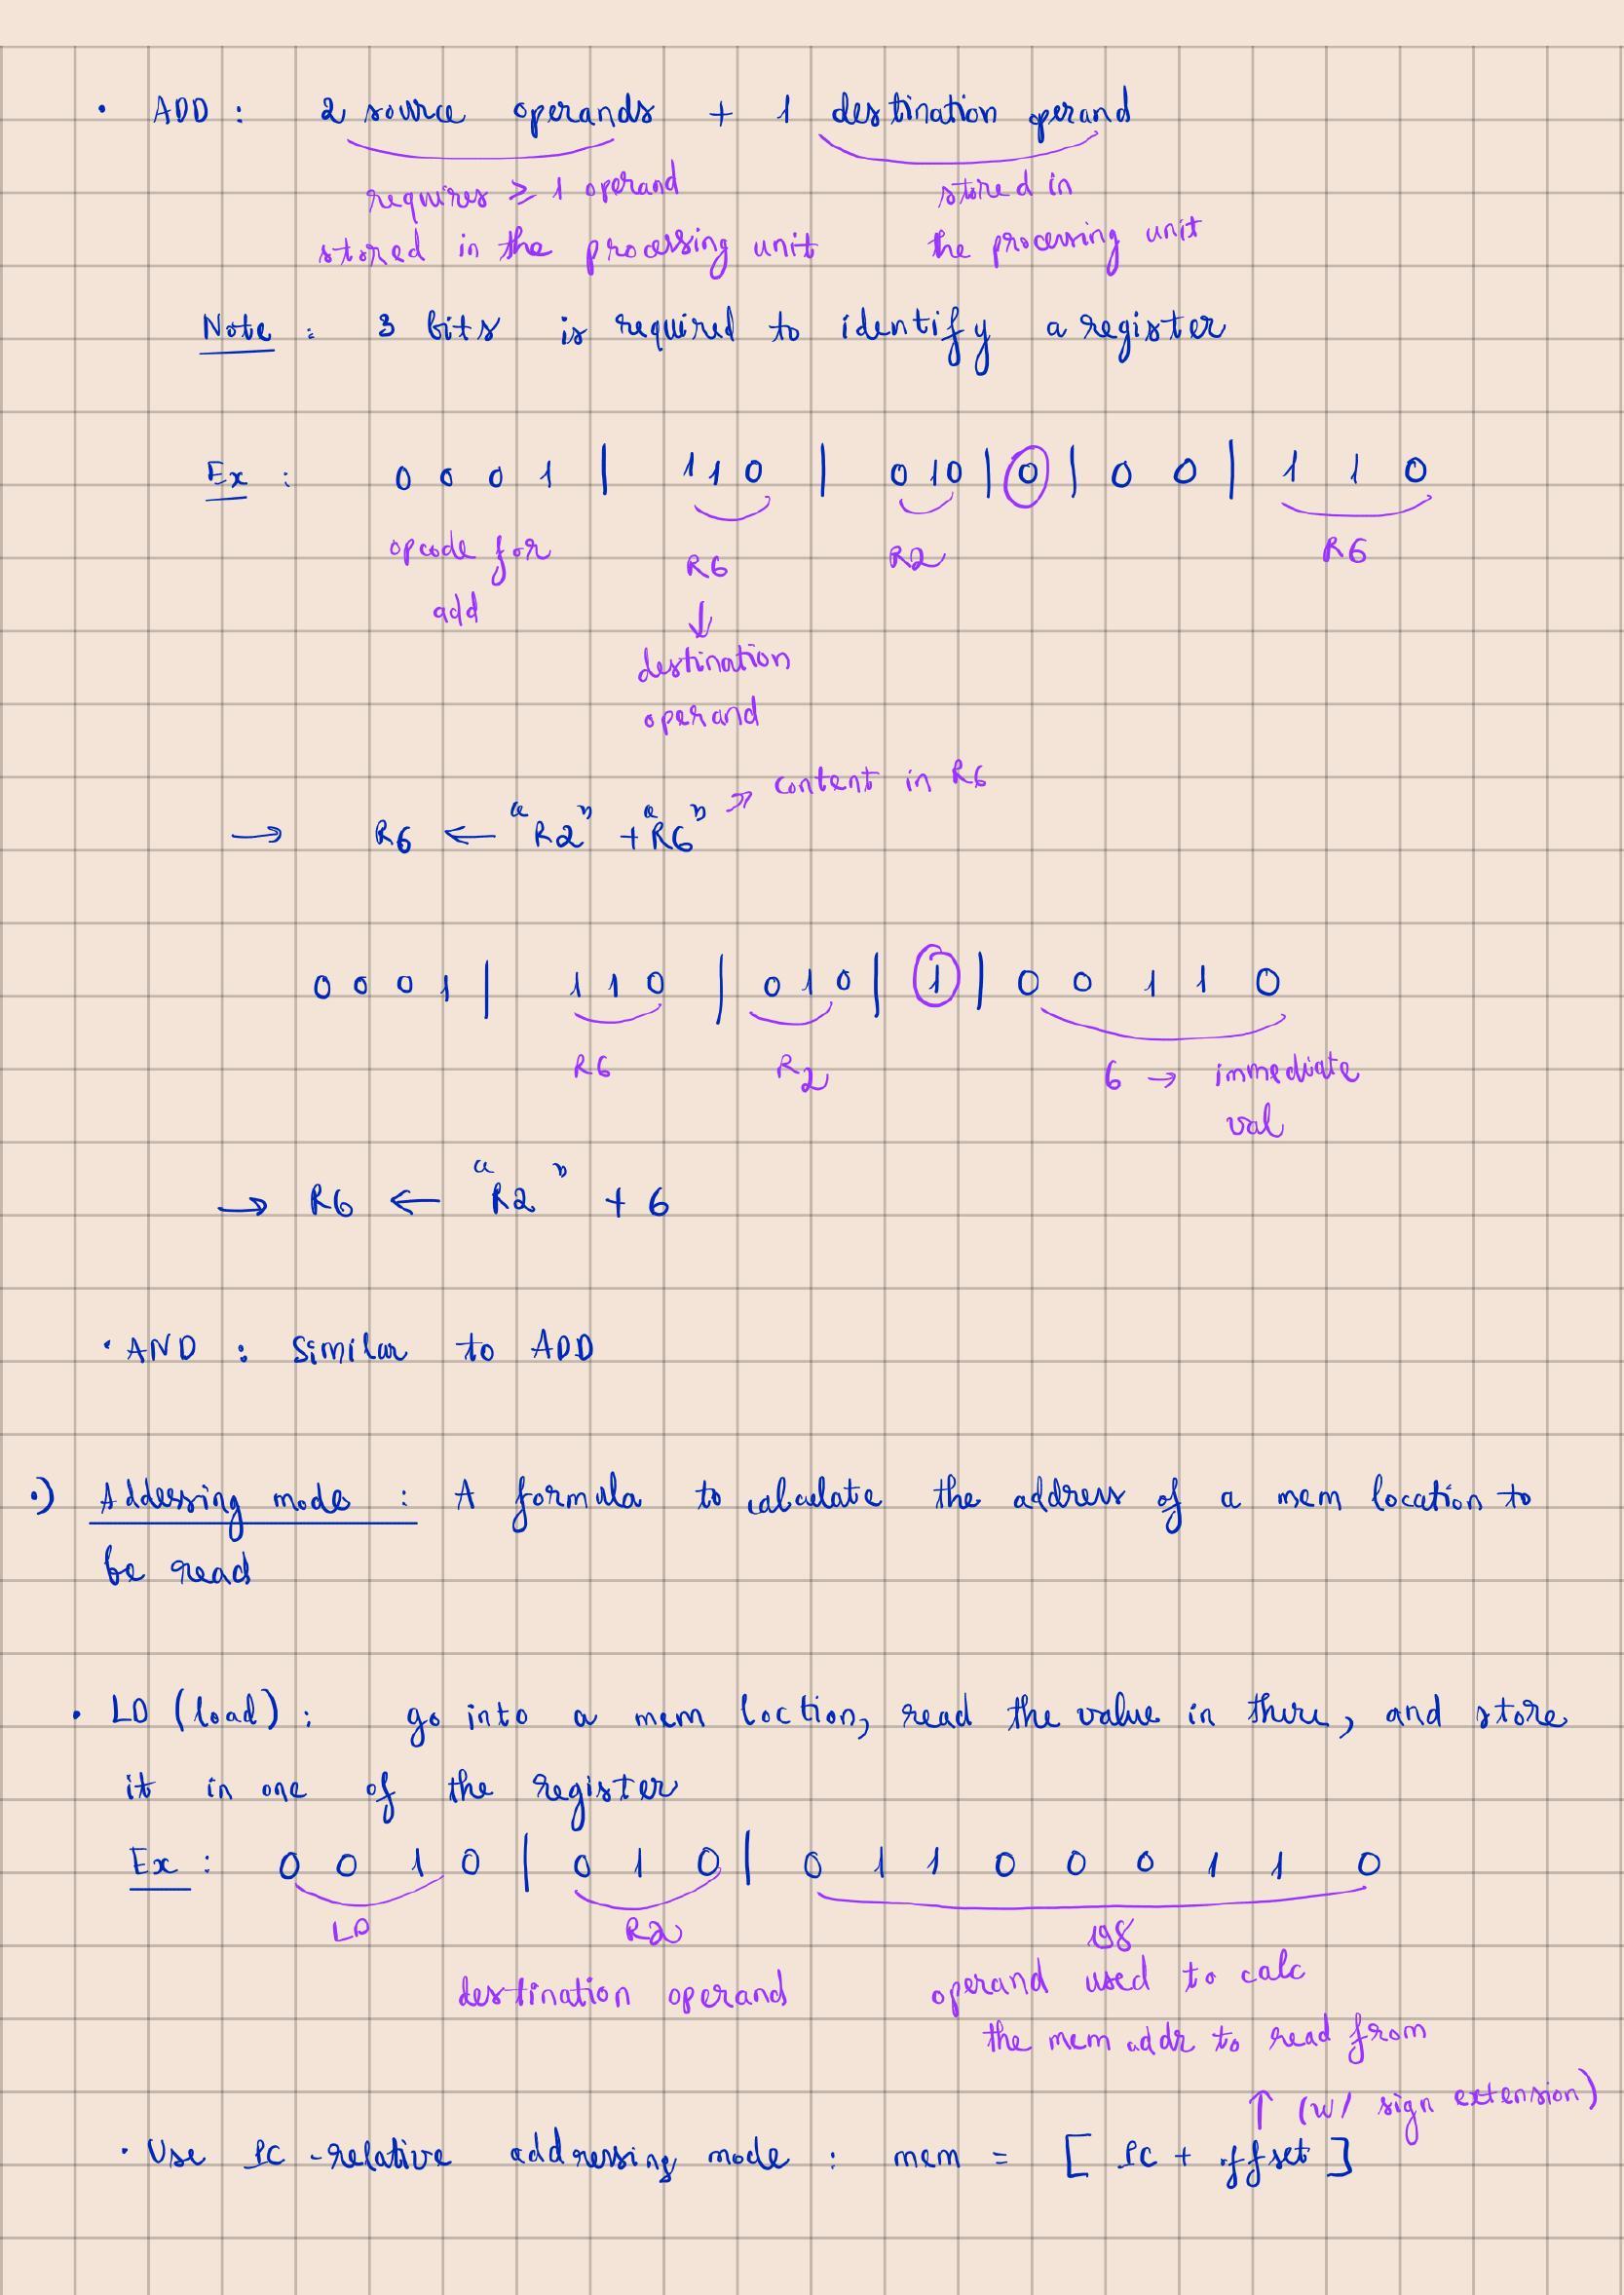 • ADD : 2 source operands + 1 destination operand
requires ≥ 1 operand stored in
stored in the processing unit the processing unit
Note : 3 bits is required to identify a register
Ex : 0 0 0 1 | 1 1 0 | 0 1 0 | 0 | 0 0 | 1 1 0
opcode for R6 R2 R6
add ↓
destination
operand
→ R6 ← "R2" + "R6" → content in R6
0 0 0 1 | 1 1 0 | 0 1 0 | 1 | 0 0 1 1 0
R6 R2 6 → immediate
val
→ R6 ← "R2" + 6
• AND : Similar to ADD
•) Addessing mode : A formula to calculate the address of a mem location to
be read
• LD (load) : go into a mem loction, read the value in there, and store
it in one of the register
Ex : 0 0 1 0 | 0 1 0 | 0 1 1 0 0 0 1 1 0
LD R2 198
destination operand operand used to calc
the mem addr to read from
↑ (w/ sign extension)
• Use PC-relative addressing mode : mem = [ PC + offset ]